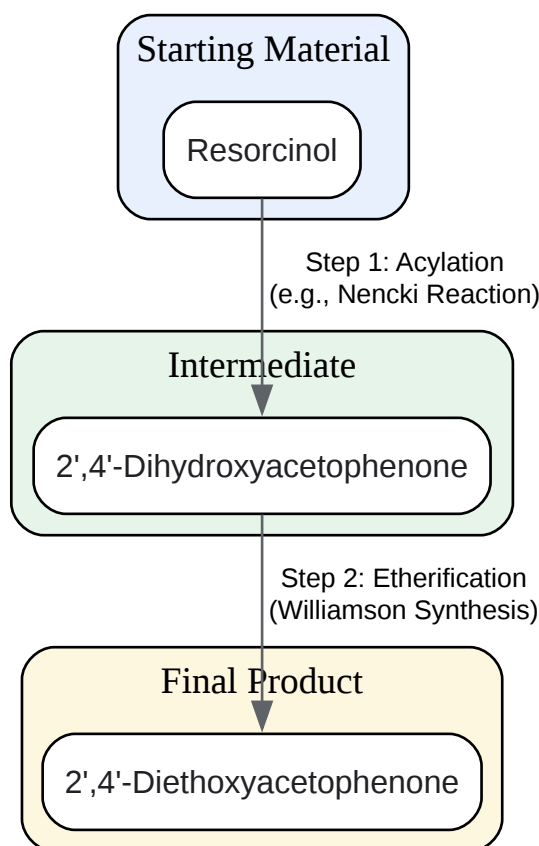 Starting Material
Resorcinol
Step 1: Acylation
(e.g., Nencki Reaction)
Intermediate
2',4'-Dihydroxyacetophenone
Step 2: Etherification
(Williamson Synthesis)
Final Product
2',4'-Diethoxyacetophenone